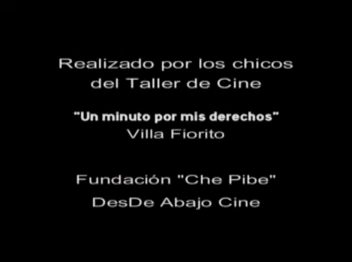 Realizado por los chicos
del Taller de Cine
"Un minuto por mis derechos"
Villa Fiorito
Fundación "Che Pibe"
DesDe Abajo Cine